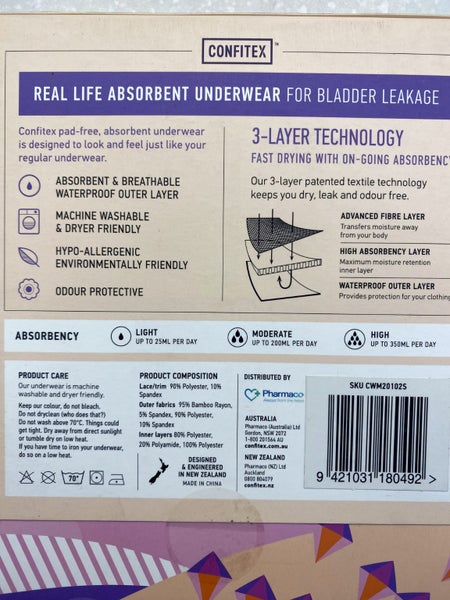 CONFITEX™
REAL LIFE ABSORBENT UNDERWEAR FOR BLADDER LEAKAGE
Confitex pad-free, absorbent underwear
is designed to look and feel just like your
regular underwear.
ABSORBENT & BREATHABLE
WATERPROOF OUTER LAYER
MACHINE WASHABLE
& DRYER FRIENDLY
HYPO-ALLERGENIC
ENVIRONMENTALLY FRIENDLY
ODOUR PROTECTIVE
3-LAYER TECHNOLOGY
FAST DRYING WITH ON-GOING ABSORBENCY
Our 3-layer patented textile technology
keeps you dry, leak and odour free.
ADVANCED FIBRE LAYER
Transfers moisture away
from your body
HIGH ABSORBENCY LAYER
Maximum moisture retention
inner layer
WATERPROOF OUTER LAYER
Provides protection for your clothing
ABSORBENCY
LIGHT
UP TO 25ML PER DAY
MODERATE
UP TO 200ML PER DAY
HIGH
UP TO 350ML PER DAY
PRODUCT CARE
Our underwear is machine
washable and dryer friendly.
Keep our colour, do not bleach.
Do not dryclean (who does that?)
Do not wash above 70°C. Things could
get tight. Dry away from direct sunlight
or tumble dry on low heat.
If you have time to iron your underwear,
do so on a low heat.
70°
PRODUCT COMPOSITION
Lace/trim 90% Polyester, 10%
Spandex
Outer fabrics 95% Bamboo Rayon,
5% Spandex, 90% Polyester,
10% Spandex
Inner layers 80% Polyester,
20% Polyamide, 100% Polyester
DESIGNED
& ENGINEERED
IN NEW ZEALAND
MADE IN CHINA
DISTRIBUTED BY
Pharmaco
AUSTRALIA
Pharmaco (Australia) Ltd
Gordon, NSW 2072
1-800 201564 AU
confitex.com.au
NEW ZEALAND
Pharmaco (NZ) Ltd
Auckland
0800 804079
confitex.nz
SKU CWM20102S
9 421031 180492 >